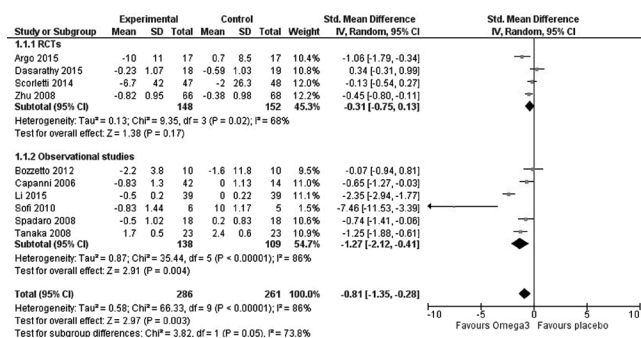 Experimental Control Std. Mean Difference Std. Mean Difference
Study or Subgroup Mean SD Total Mean SD Total Weight IV, Random, 95% CI IV, Random, 95% CI
1.1.1 RCTs
Argo 2015 -10 11 17 0.7 8.5 17 10.4% -1.06 [-1.79, -0.34]
Dasarathy 2015 -0.23 1.07 18 -0.59 1.03 19 10.9% 0.34 [-0.31, 0.99]
Scorletti 2014 -6.7 42 47 -2 26.3 48 11.8% -0.13 [-0.54, 0.27]
Zhu 2008 -0.82 0.95 66 -0.38 0.98 68 12.0% -0.45 [-0.80, -0.11]
Subtotal (95% CI) 148 152 45.3% -0.31 [-0.75, 0.13]
Heterogeneity: Tau² = 0.13; Chi² = 9.35, df = 3 (P = 0.02); I² = 68%
Test for overall effect: Z = 1.38 (P = 0.17)
1.1.2 Observational studies
Bozzetto 2012 -2.2 3.8 10 -1.6 11.8 10 9.5% -0.07 [-0.94, 0.81]
Capanni 2006 -0.83 1.3 42 0 1.13 14 10.9% -0.65 [-1.27, -0.03]
Li 2015 -0.5 0.2 39 0 0.22 39 11.0% -2.35 [-2.94, -1.77]
Sofi 2010 -0.83 1.44 6 10 1.17 5 1.5% -7.46 [-11.53, -3.39]
Spadaro 2008 -0.5 1.02 18 0.2 0.83 18 10.7% -0.74 [-1.41, -0.06]
Tanaka 2008 1.7 0.5 23 2.4 0.6 23 10.9% -1.25 [-1.88, -0.61]
Subtotal (95% CI) 138 109 54.7% -1.27 [-2.12, -0.41]
Heterogeneity: Tau² = 0.87; Chi² = 35.44, df = 5 (P < 0.00001); I² = 86%
Test for overall effect: Z = 2.91 (P = 0.004)
Total (95% CI) 286 261 100.0% -0.81 [-1.35, -0.28]
Heterogeneity: Tau² = 0.58; Chi² = 66.33, df = 9 (P < 0.00001); I² = 86%
Test for overall effect: Z = 2.97 (P = 0.003)
Test for subgroup differences: Chi² = 3.82, df = 1 (P = 0.05), I² = 73.8%
-10 -5 0 5 10
Favours Omega3 Favours placebo